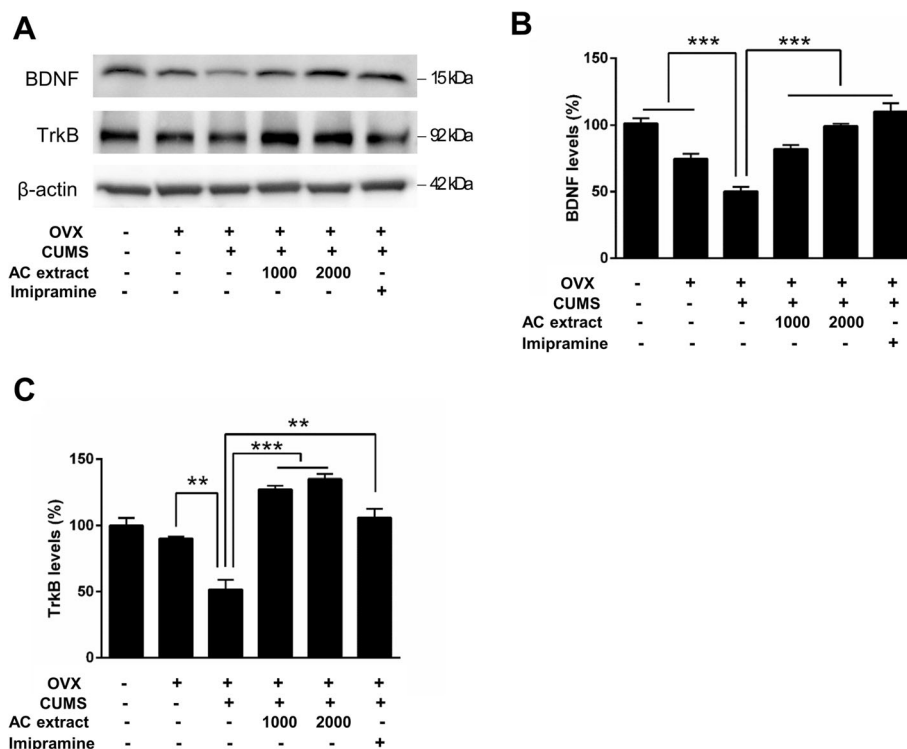 A
BDNF
– 15 kDa
TrkB
– 92 kDa
β-actin
– 42 kDa
OVX - + + + + +
CUMS - - + + + +
AC extract - - - 1000 2000 -
Imipramine - - - - - +
B
*** ***
150
100
50
0
BDNF levels (%)
OVX - + + + + +
CUMS - - + + + +
AC extract - - - 1000 2000 -
Imipramine - - - - - +
C
**
***
**
150
100
50
0
TrkB levels (%)
OVX - + + + + +
CUMS - - + + + +
AC extract - - - 1000 2000 -
Imipramine - - - - - +